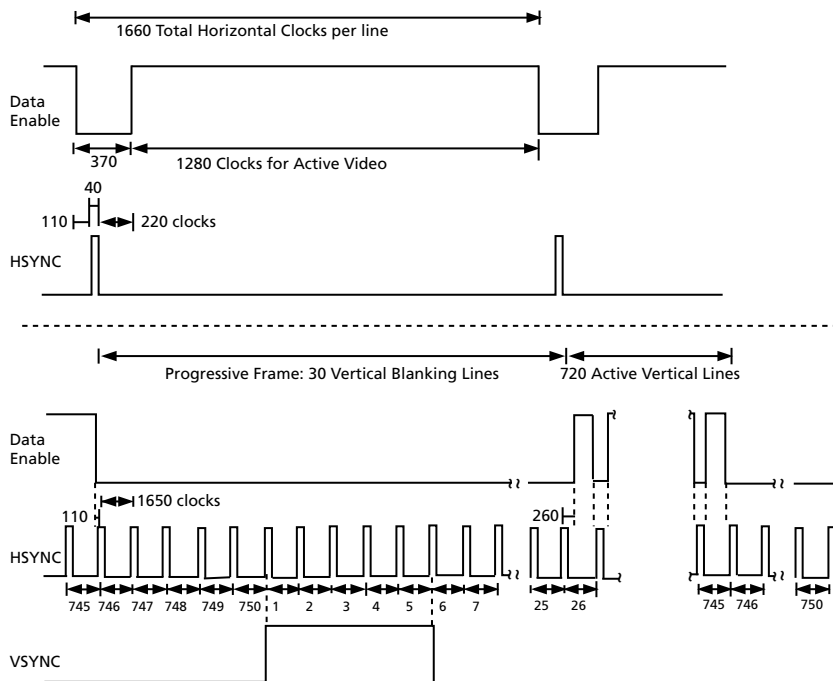 1660 Total Horizontal Clocks per line
Data
Enable
370
1280 Clocks for Active Video
40
110
220 clocks
HSYNC
Progressive Frame: 30 Vertical Blanking Lines
720 Active Vertical Lines
Data
Enable
1650 clocks
110
260
HSYNC
745 746 747 748 749 750 1 2 3 4 5 6 7 25 26 745 746 750
VSYNC